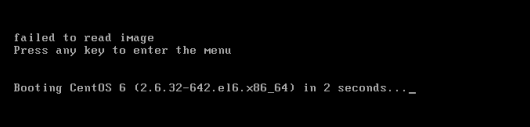 failed to read image
Press any key to enter the menu
Booting CentOS 6 (2.6.32-642.el6.x86_64) in 2 seconds..._